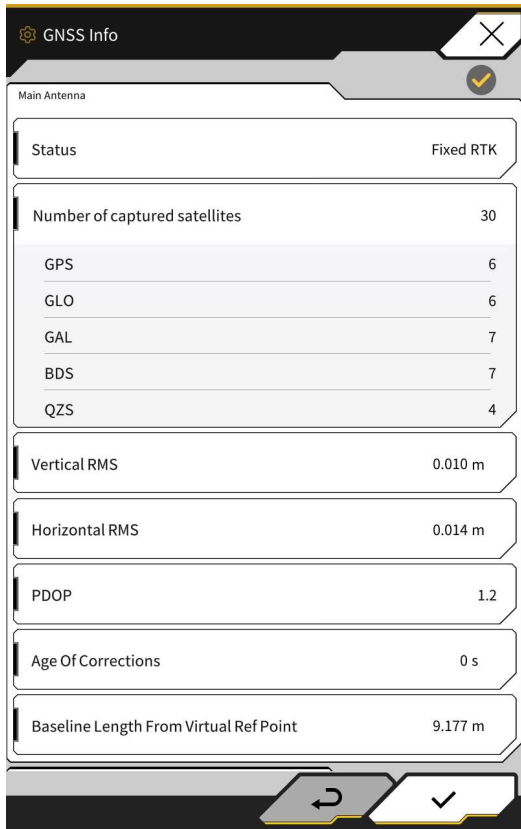 GNSS Info
Main Antenna
Status Fixed RTK
Number of captured satellites 30
GPS 6
GLO 6
GAL 7
BDS 7
QZS 4
Vertical RMS 0.010 m
Horizontal RMS 0.014 m
PDOP 1.2
Age Of Corrections 0 s
Baseline Length From Virtual Ref Point 9.177 m